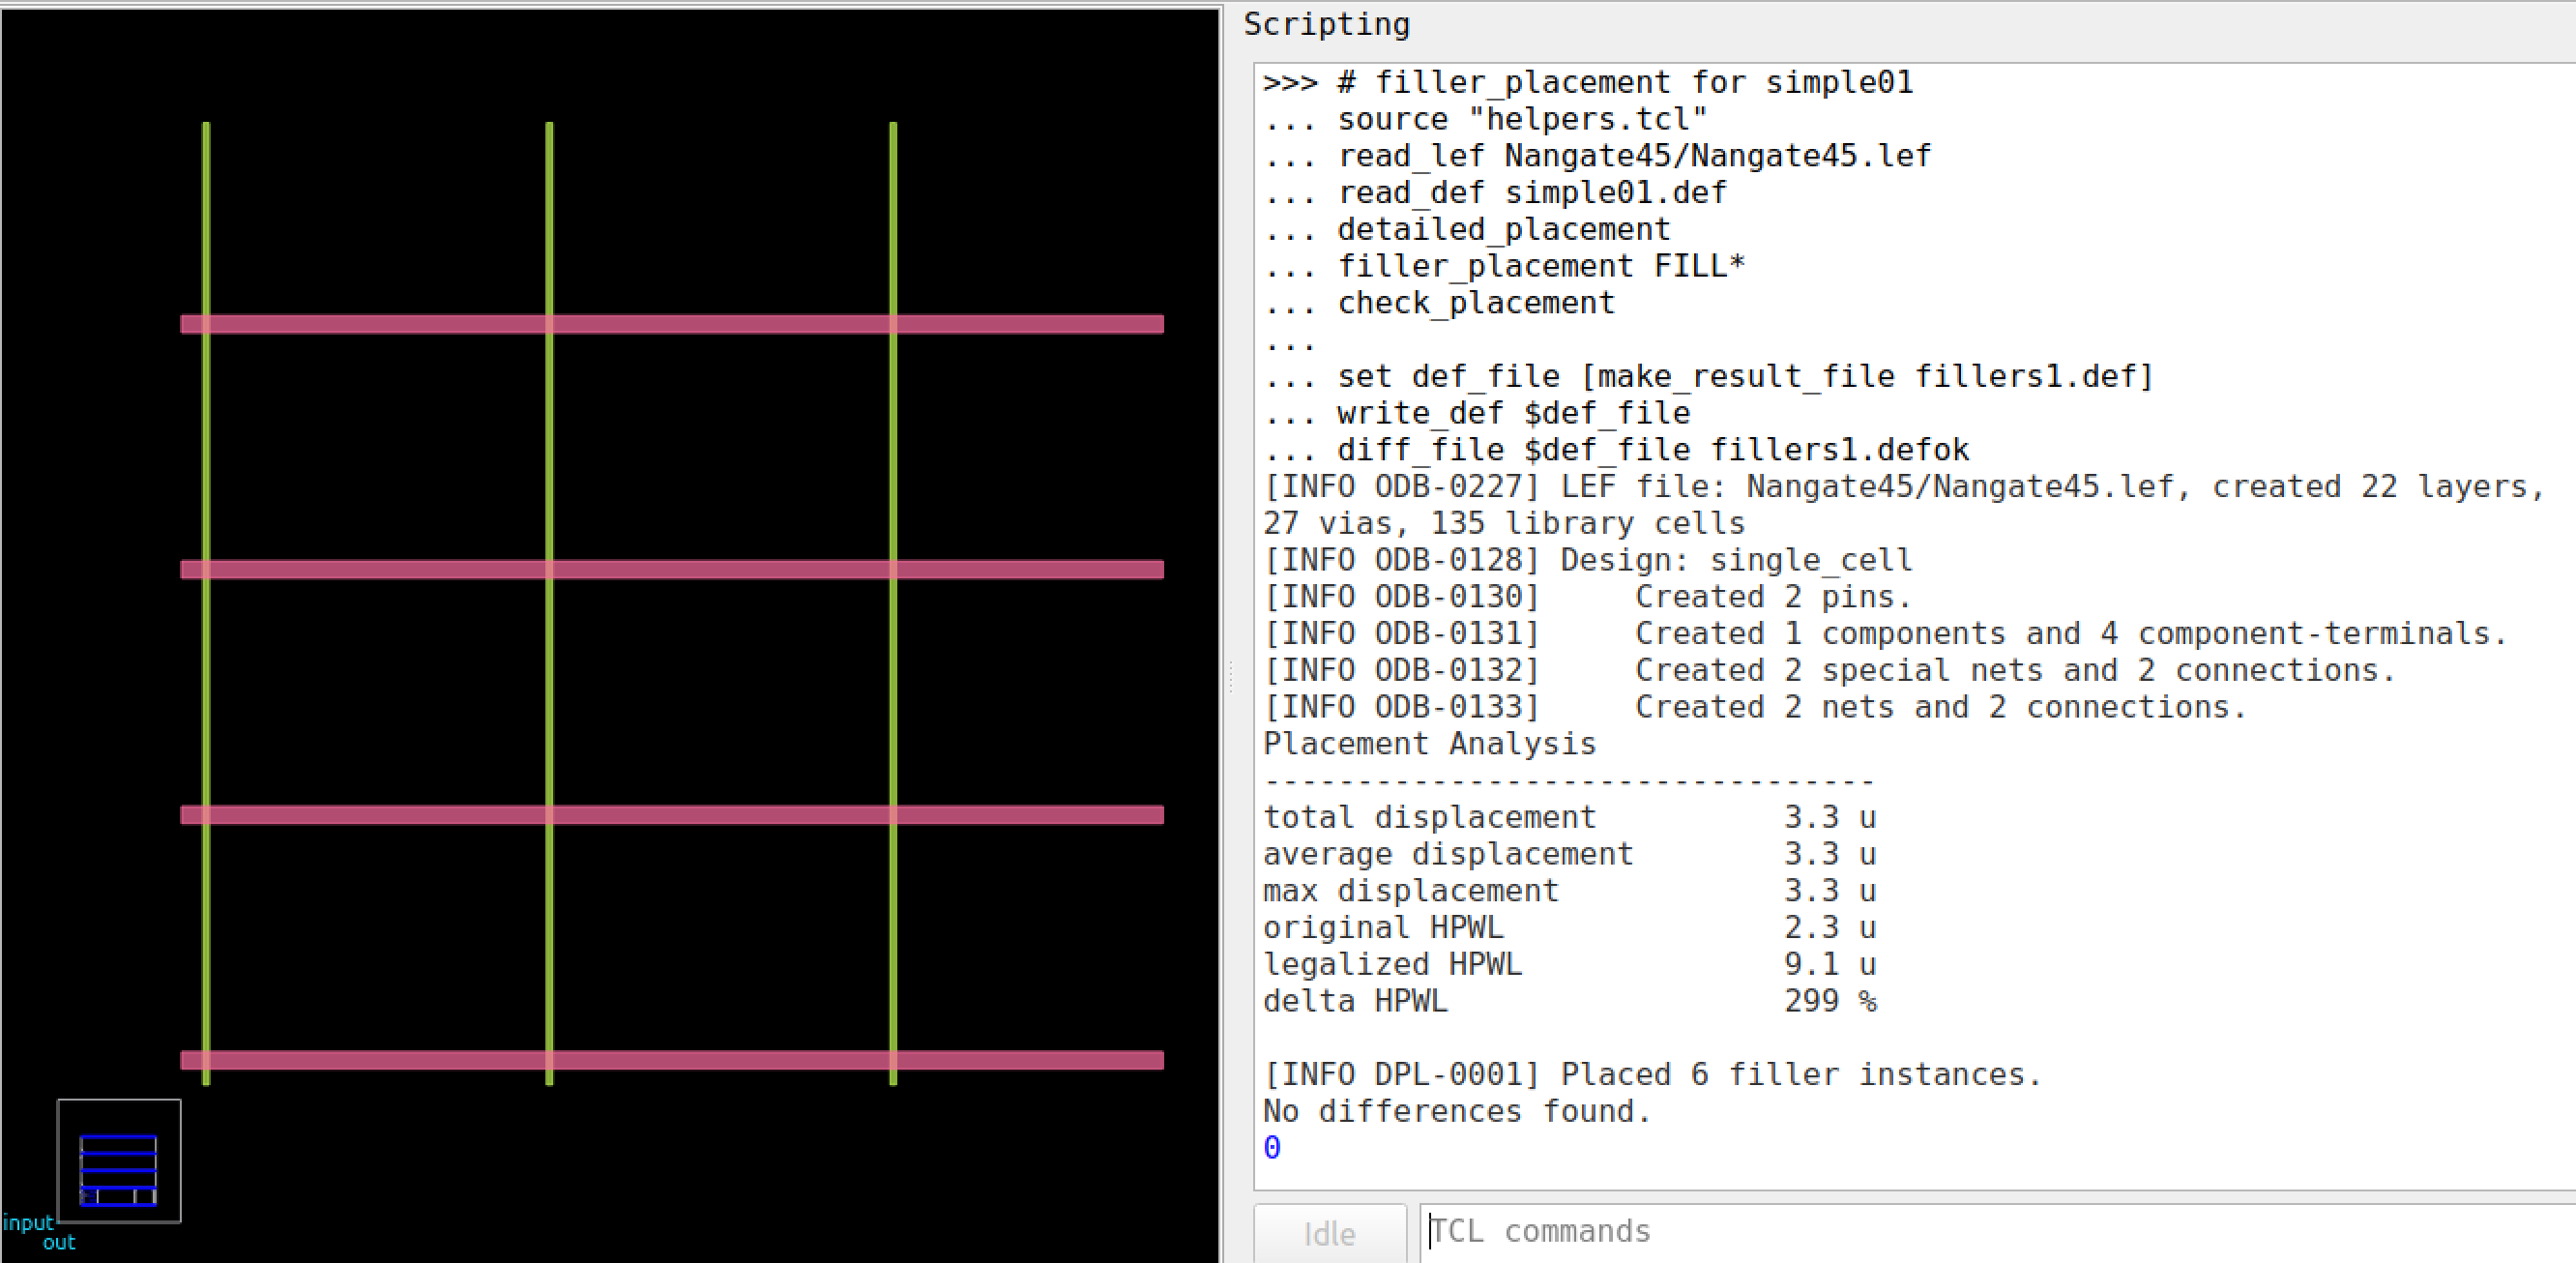 Scripting
>>> # filler_placement for simple01
... source "helpers.tcl"
... read_lef Nangate45/Nangate45.lef
... read_def simple01.def
... detailed_placement
... filler_placement FILL*
... check_placement
...
... set def_file [make_result_file fillers1.def]
... write_def $def_file
... diff_file $def_file fillers1.defok
[INFO ODB-0227] LEF file: Nangate45/Nangate45.lef, created 22 layers,
27 vias, 135 library cells
[INFO ODB-0128] Design: single_cell
[INFO ODB-0130]     Created 2 pins.
[INFO ODB-0131]     Created 1 components and 4 component-terminals.
[INFO ODB-0132]     Created 2 special nets and 2 connections.
[INFO ODB-0133]     Created 2 nets and 2 connections.
Placement Analysis
---------------------------------
total displacement          3.3 u
average displacement        3.3 u
max displacement            3.3 u
original HPWL               2.3 u
legalized HPWL              9.1 u
delta HPWL                  299 %
[INFO DPL-0001] Placed 6 filler instances.
No differences found.
0
Idle
TCL commands
input
out